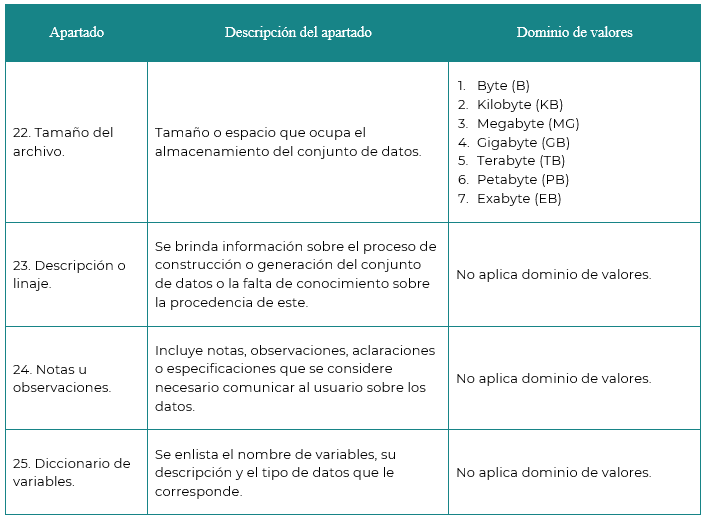 Apartado
Descripción del apartado
Dominio de valores
22. Tamaño del
archivo.
Tamaño o espacio que ocupa el
almacenamiento del conjunto de datos.
1. Byte (B)
2. Kilobyte (KB)
3. Megabyte (MG)
4. Gigabyte (GB)
5. Terabyte (TB)
6. Petabyte (PB)
7. Exabyte (EB)
23. Descripción o
linaje.
Se brinda información sobre el proceso de
construcción o generación del conjunto
de datos o la falta de conocimiento sobre
la procedencia de este.
No aplica dominio de valores.
24. Notas u
observaciones.
Incluye notas, observaciones, aclaraciones
o especificaciones que se considere
necesario comunicar al usuario sobre los
datos.
No aplica dominio de valores.
25. Diccionario de
variables.
Se enlista el nombre de variables, su
descripción y el tipo de datos que le
corresponde.
No aplica dominio de valores.